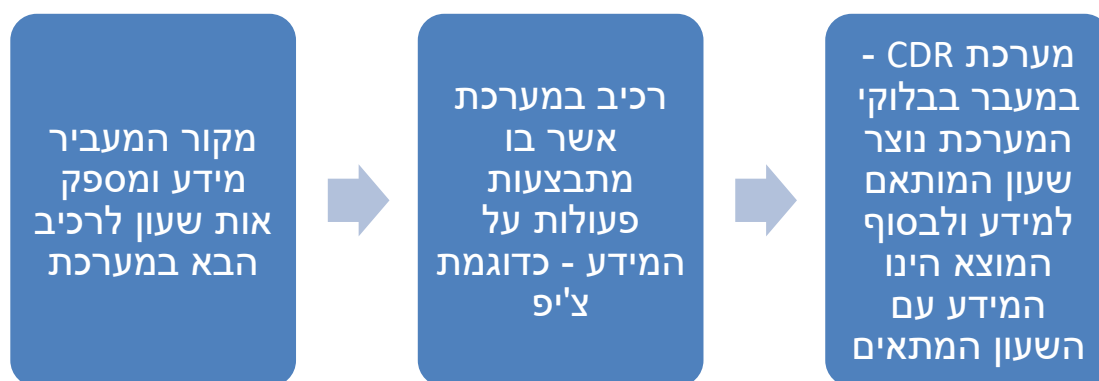 מקור המעביר
מידע ומספק
אות שעון לרכיב
הבא במערכת
רכיב במערכת
אשר בו
מתבצעות
פעולות על
המידע - כדוגמת
צ'יפ
מערכת CDR -
במעבר בבלוקי
המערכת נוצר
שעון המותאם
למידע ולבסוף
המוצא הינו
המידע עם
השעון המתאים